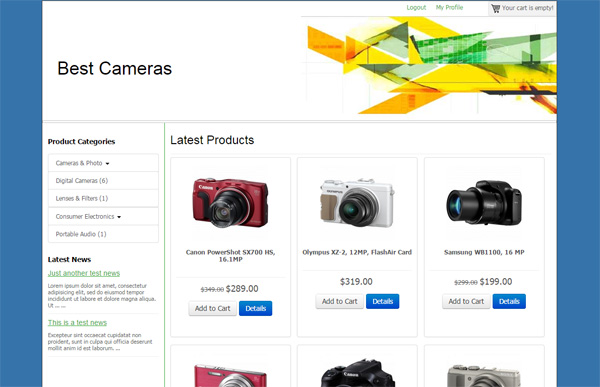 Logout My Profile Your cart is empty!
Best Cameras
Product Categories
Cameras & Photo
Digital Cameras (6)
Lenses & Filters (1)
Consumer Electronics
Portable Audio (1)
Latest News
Just another test news
Lorem ipsum dolor sit amet, consectetur
adipisicing elit, sed do eiusmod tempor
incididunt ut labore et dolore magna aliqua.
Ut ... ...
This is a test news
Excepteur sint occaecat cupidatat non
proident, sunt in culpa qui officia deserunt
mollit anim id est laborum. ...
Latest Products
Canon
Canon PowerShot SX700 HS,
16.1MP
$349.00 $289.00
Add to Cart Details
OLYMPUS
Olympus XZ-2, 12MP, FlashAir Card
$319.00
Add to Cart Details
Samsung WB1100, 16 MP
$299.00 $199.00
Add to Cart Details